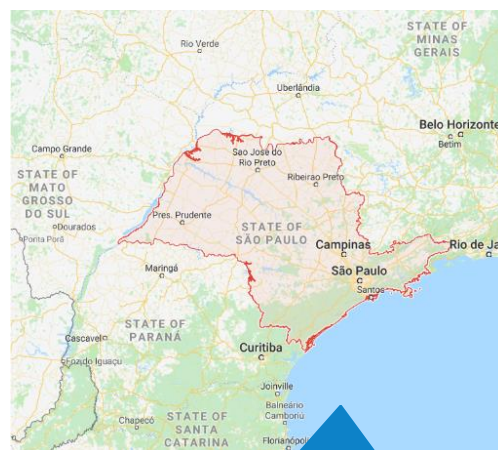 STATE OF
MINAS
GERAIS
Rio Verde
Uberlândia
Belo Horizonte
Betim
Campo Grande
Sao Jose do
Rio Preto
Ribeirao Preto
STATE OF
MATO
GROSSO
DO SUL
Dourados
Ponta Porã
Pres. Prudente
STATE OF
SÃO PAULO
Campinas
Rio de Ja
Maringá
São Paulo
Santos
STATE OF
PARANÁ
Cascavel
Foz do Iguaçu
Curitiba
Joinville
Balneário
Camboriú
Chapecó
STATE OF
SANTA
CATARINA
Florianópol